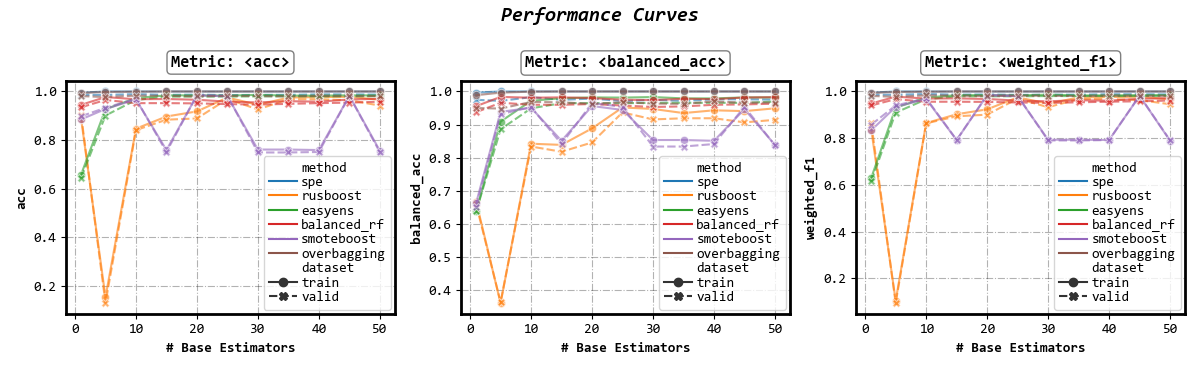 Performance Curves
Metric: <acc>
acc
1.0
0.8
0.6
0.4
0.2
0 10 20 30 40 50
# Base Estimators
method
spe
rusboost
easyens
balanced_rf
smoteboost
overbagging
dataset
train
valid
Metric: <balanced_acc>
balanced_acc
1.0
0.9
0.8
0.7
0.6
0.5
0.4
0 10 20 30 40 50
# Base Estimators
method
spe
rusboost
easyens
balanced_rf
smoteboost
overbagging
dataset
train
valid
Metric: <weighted_f1>
weighted_f1
1.0
0.8
0.6
0.4
0.2
0 10 20 30 40 50
# Base Estimators
method
spe
rusboost
easyens
balanced_rf
smoteboost
overbagging
dataset
train
valid